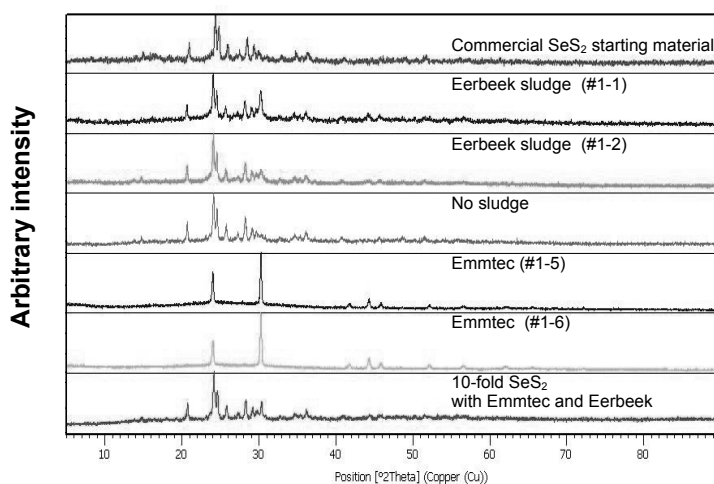 Arbitrary intensity
Commercial SeS₂ starting material
Eerbeek sludge (#1-1)
Eerbeek sludge (#1-2)
No sludge
Emmtec (#1-5)
Emmtec (#1-6)
10-fold SeS₂
with Emmtec and Eerbeek
10 20 30 40 50 60 70 80
Position [°2Theta] (Copper (Cu))